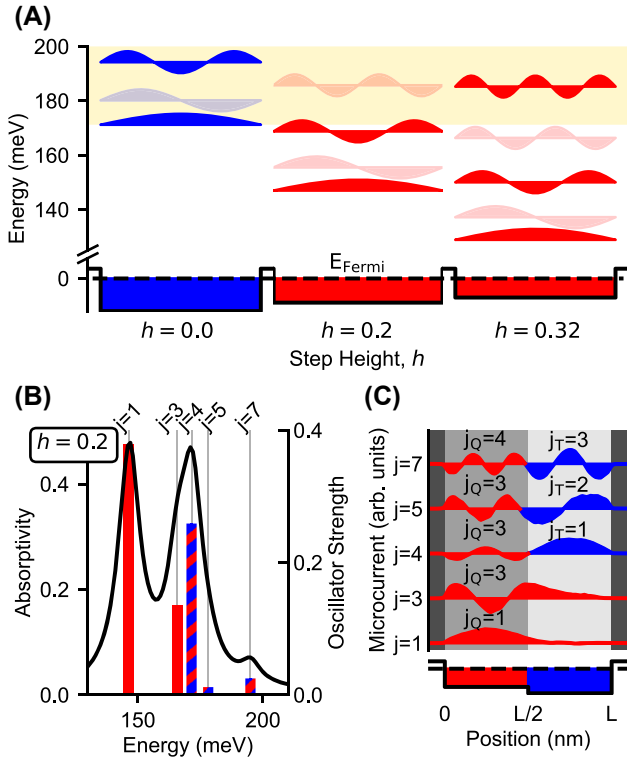 (A)
200
180
160
140
0
Energy (meV)
E_Fermi
h = 0.0
h = 0.2
h = 0.32
Step Height, h
(B)
h = 0.2
j=1
j=3
j=4
j=5
j=7
0.4
0.2
0.0
Absorptivity
0.4
0.2
0.0
Oscillator Strength
150
200
Energy (meV)
(C)
Microcurrent (arb. units)
j=7
j_Q=4
j_T=3
j=5
j_Q=3
j_T=2
j=4
j_Q=3
j_T=1
j=3
j_Q=3
j=1
j_Q=1
0
L/2
L
Position (nm)